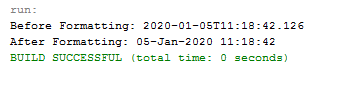 run:
Before Formatting: 2020-01-05T11:18:42.126
After Formatting: 05-Jan-2020 11:18:42
BUILD SUCCESSFUL (total time: 0 seconds)